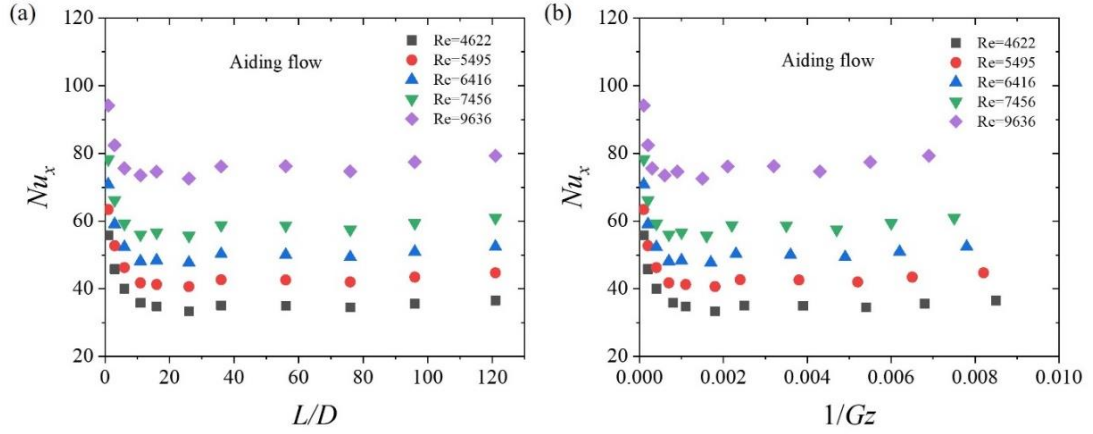 (a)
120
100
80
60
40
20
Nu_x
Aiding flow
Re=4622
Re=5495
Re=6416
Re=7456
Re=9636
0 20 40 60 80 100 120
L/D
(b)
120
100
80
60
40
20
Nu_x
Aiding flow
Re=4622
Re=5495
Re=6416
Re=7456
Re=9636
0.000 0.002 0.004 0.006 0.008 0.010
1/Gz